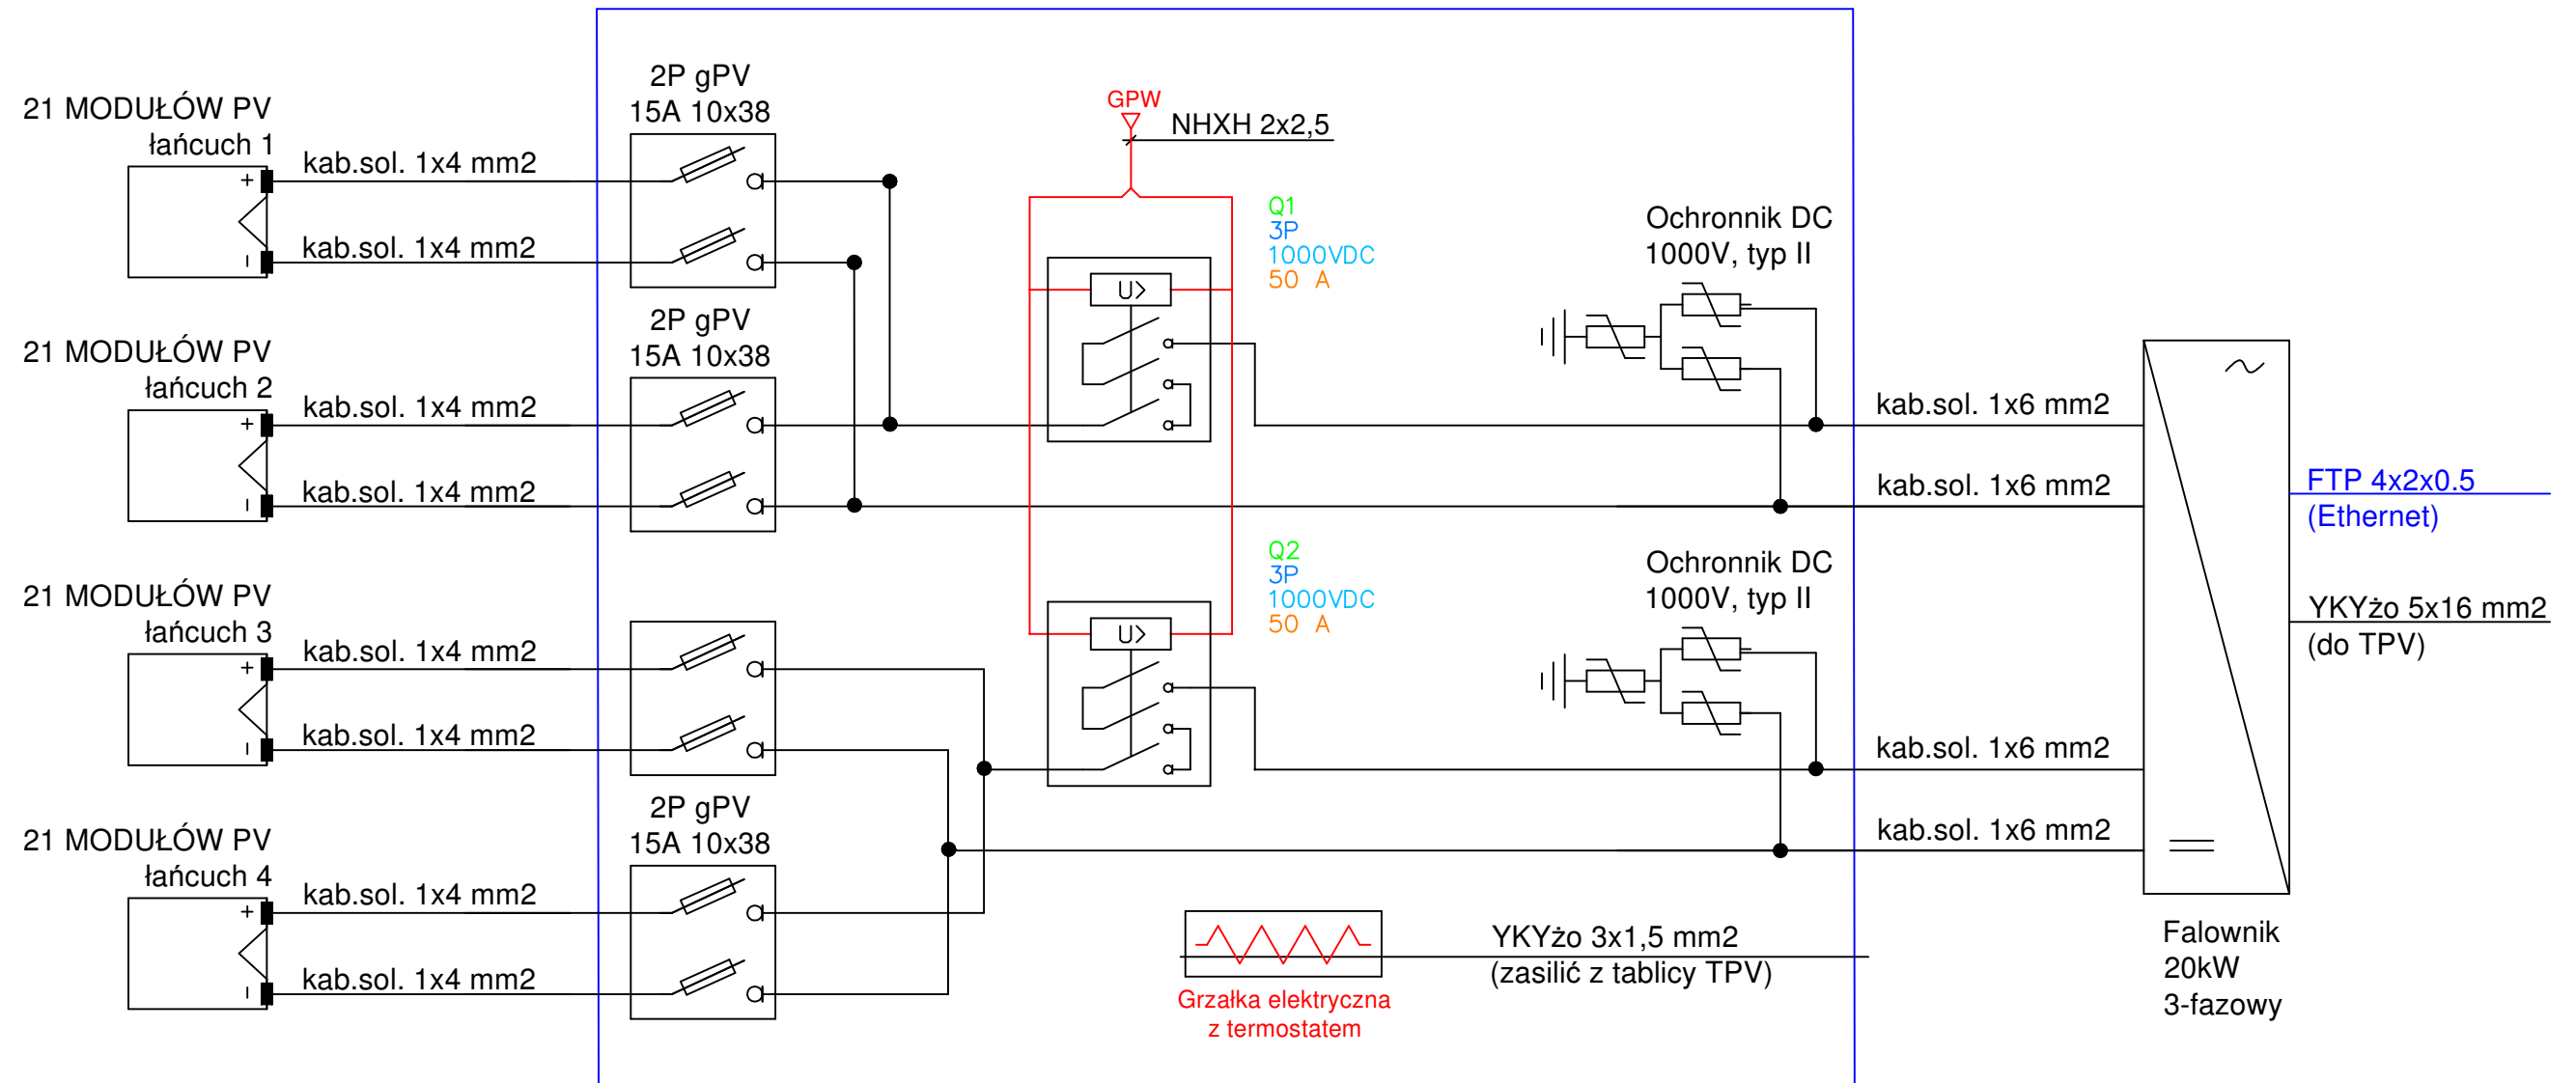 21 MODUŁÓW PV
łańcuch 1
+
kab.sol. 1x4 mm2
kab.sol. 1x4 mm2
2P gPV
15A 10x38
21 MODUŁÓW PV
łańcuch 2
+
kab.sol. 1x4 mm2
kab.sol. 1x4 mm2
2P gPV
15A 10x38
21 MODUŁÓW PV
łańcuch 3
+
kab.sol. 1x4 mm2
kab.sol. 1x4 mm2
21 MODUŁÓW PV
łańcuch 4
+
kab.sol. 1x4 mm2
kab.sol. 1x4 mm2
2P gPV
15A 10x38
GPW
NHXH 2x2,5
Q1
3P
1000VDC
50 A
U>
Q2
3P
1000VDC
50 A
U>
Ochronnik DC
1000V, typ II
Ochronnik DC
1000V, typ II
kab.sol. 1x6 mm2
kab.sol. 1x6 mm2
kab.sol. 1x6 mm2
kab.sol. 1x6 mm2
Grzałka elektryczna
z termostatem
YKYżo 3x1,5 mm2
(zasilić z tablicy TPV)
FTP 4x2x0.5
(Ethernet)
YKYżo 5x16 mm2
(do TPV)
Falownik
20kW
3-fazowy